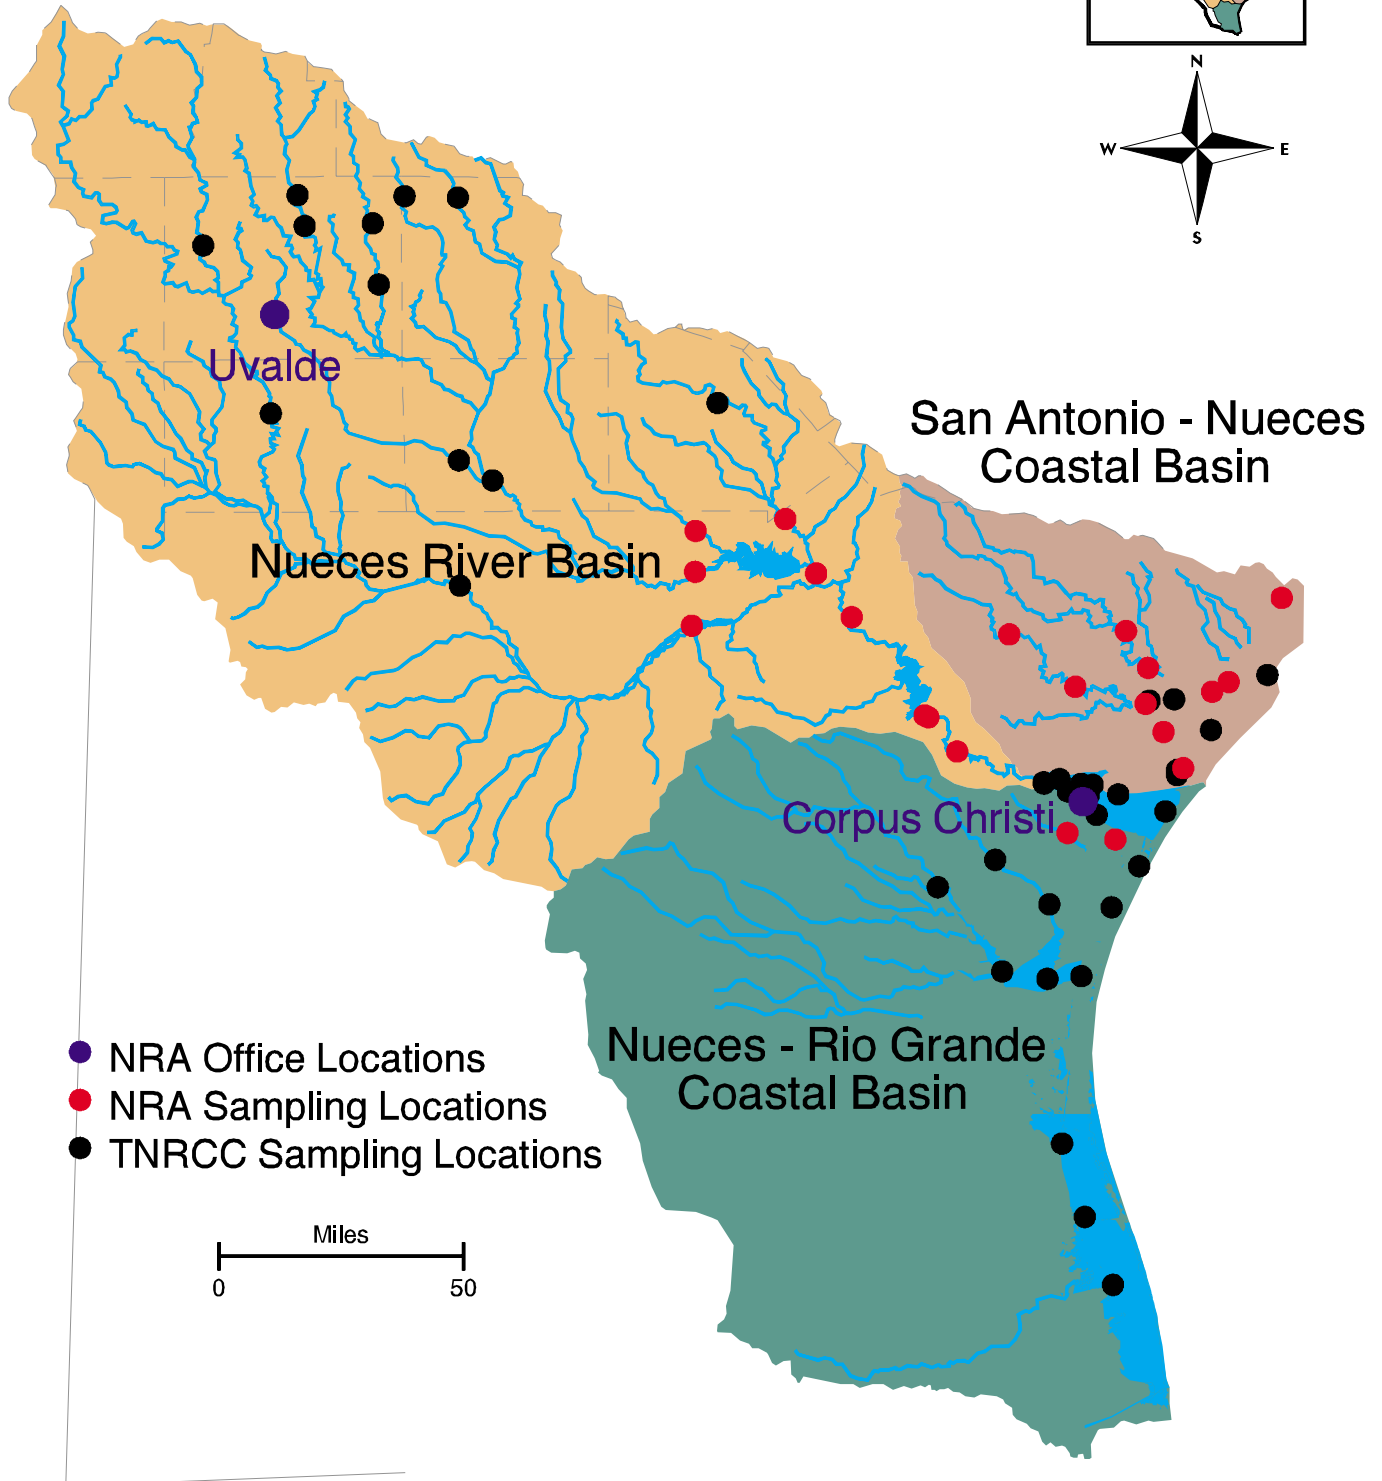 N
W E
S
Uvalde
San Antonio - Nueces
Coastal Basin
Nueces River Basin
Corpus Christi
Nueces - Rio Grande
Coastal Basin
NRA Office Locations
NRA Sampling Locations
TNRCC Sampling Locations
Miles
0 50